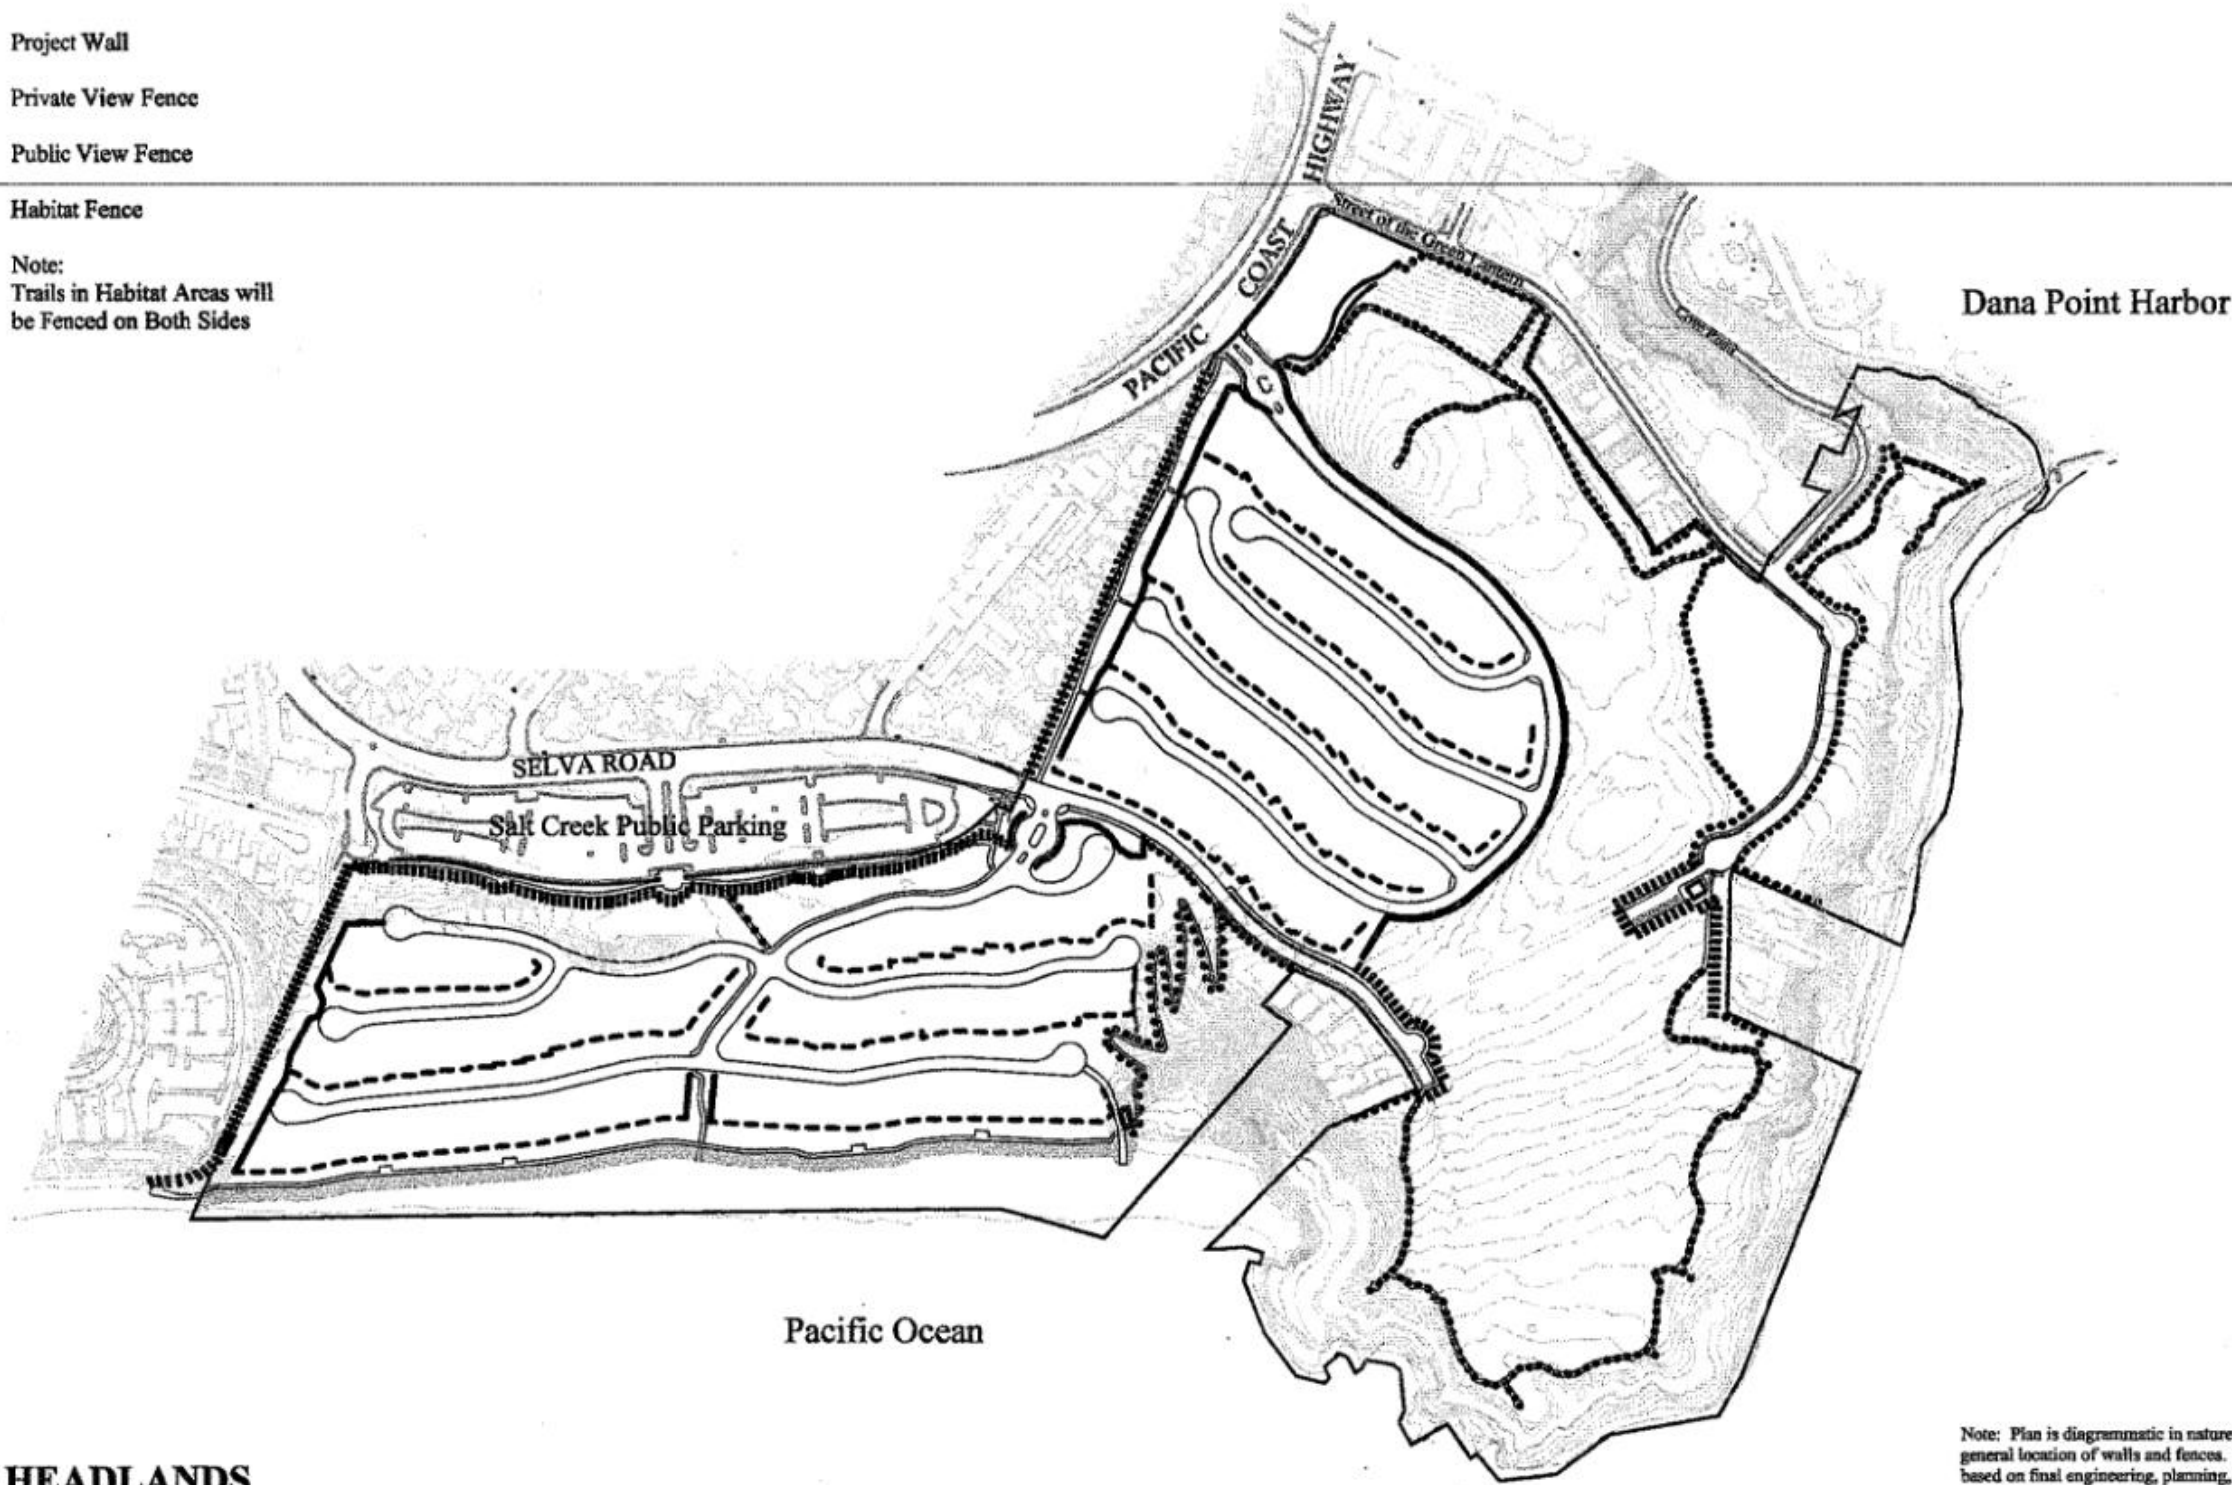 Project Wall
Private View Fence
Public View Fence
Habitat Fence
Note:
Trails in Habitat Areas will
be Fenced on Both Sides
PACIFIC COAST HIGHWAY
Street of the Green Lantern
Cove Point
Dana Point Harbor
SELVA ROAD
Salt Creek Public Parking
Pacific Ocean
HEADLANDS
Note: Plan is diagrammatic in nature
general location of walls and fences.
based on final engineering, planning,